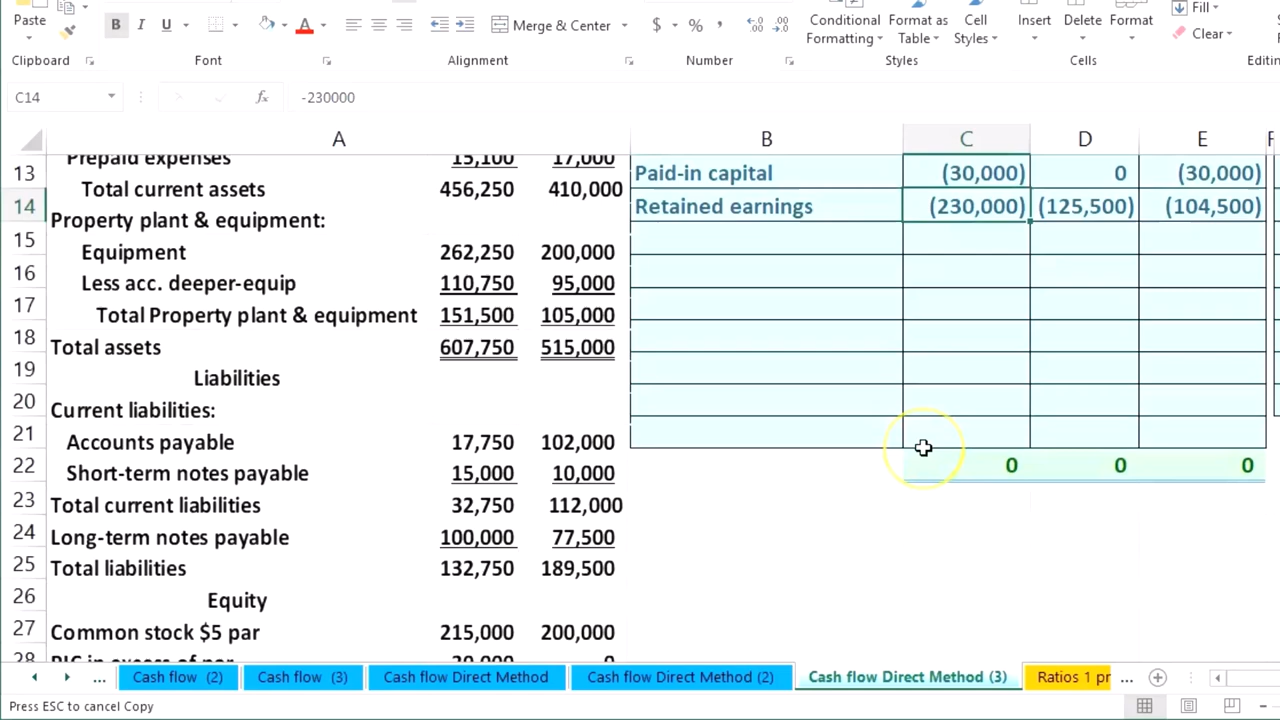 Paste B I U A Merge & Center $ % , Conditional Formatting Format as Table Cell Styles Insert Delete Format Fill Clear
Clipboard Font Alignment Number Styles Cells
C14 fx -230000
A B C D E F
13 Prepaid expenses 15,100 17,000 Paid-in capital (30,000) 0 (30,000)
Total current assets 456,250 410,000
14 Property plant & equipment: Retained earnings (230,000) (125,500) (104,500)
15 Equipment 262,250 200,000
16 Less acc. deeper-equip 110,750 95,000
17 Total Property plant & equipment 151,500 105,000
18 Total assets 607,750 515,000
19 Liabilities
20 Current liabilities:
21 Accounts payable 17,750 102,000
22 Short-term notes payable 15,000 10,000 0 0 0
23 Total current liabilities 32,750 112,000
24 Long-term notes payable 100,000 77,500
25 Total liabilities 132,750 189,500
26 Equity
27 Common stock $5 par 215,000 200,000
28 PIC in excess of par 30,000 0
... Cash flow (2) Cash flow (3) Cash flow Direct Method Cash flow Direct Method (2) Cash flow Direct Method (3) Ratios 1 pr ...
Press ESC to cancel Copy